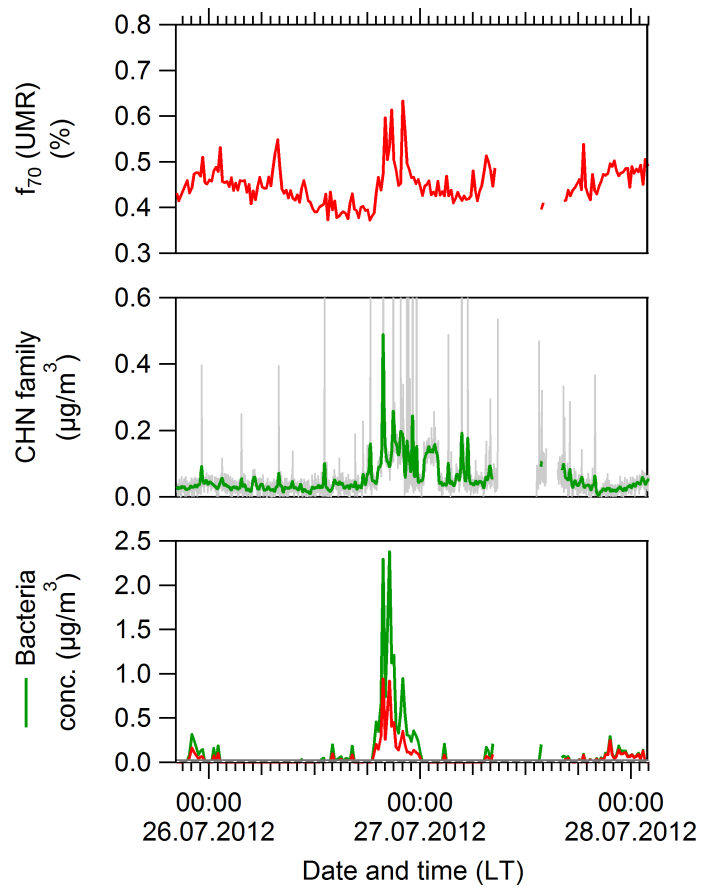 0.8
0.7
0.6
0.5
0.4
0.3
f70 (UMR)
(%)
0.6
0.4
0.2
0.0
CHN family
(µg/m3)
2.5
2.0
1.5
1.0
0.5
0.0
Bacteria
conc. (µg/m3)
00:00 00:00 00:00
26.07.2012 27.07.2012 28.07.2012
Date and time (LT)